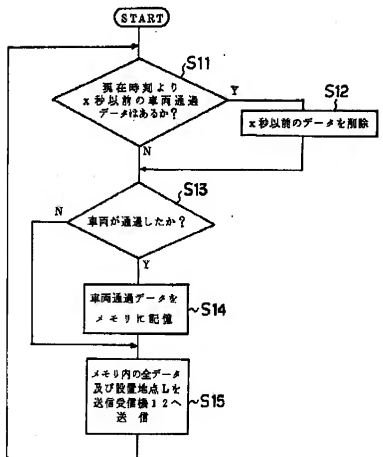 START
S11
現在時刻より
x秒以前の車両通過
データはあるか?
Y
S12
x秒以前のデータを削除
N
S13
N
車両が通過したか?
Y
車両通過データを
メモリに記憶
S14
メモリ内の全データ
及び設置地点Lを
送信受信機12へ
送 信
S15